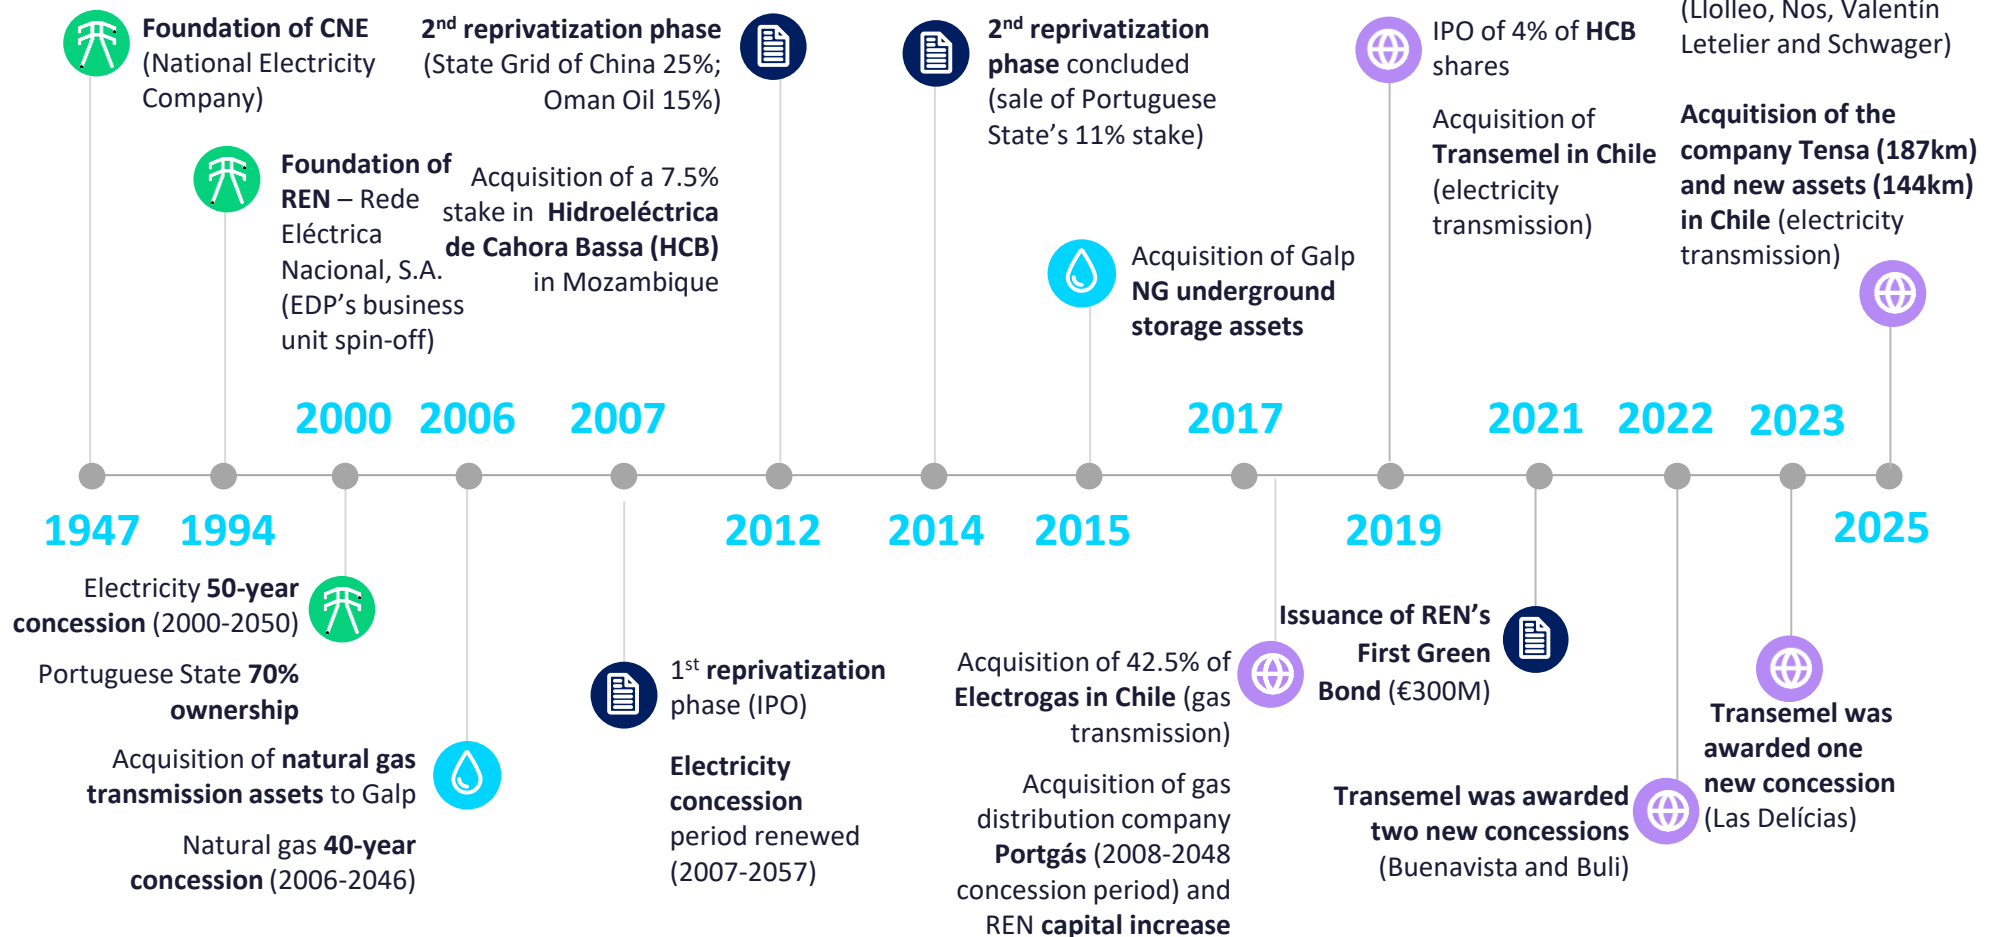 Foundation of CNE
(National Electricity
Company)
Foundation of
REN – Rede
Eléctrica
Nacional, S.A.
(EDP's business
unit spin-off)
2nd reprivatization phase
(State Grid of China 25%;
Oman Oil 15%)
Acquisition of a 7.5%
stake in Hidroeléctrica
de Cahora Bassa (HCB)
in Mozambique
2nd reprivatization
phase concluded
(sale of Portuguese
State's 11% stake)
Acquisition of Galp
NG underground
storage assets
IPO of 4% of HCB
shares
Acquisition of
Transemel in Chile
(electricity
transmission)
(Llolleo, Nos, Valentín
Letelier and Schwager)
Acquitision of the
company Tensa (187km)
and new assets (144km)
in Chile (electricity
transmission)
2000 2006 2007 2017 2021 2022 2023
1947 1994 2012 2014 2015 2019 2025
Electricity 50-year
concession (2000-2050)
Portuguese State 70%
ownership
Acquisition of natural gas
transmission assets to Galp
Natural gas 40-year
concession (2006-2046)
1st reprivatization
phase (IPO)
Electricity
concession
period renewed
(2007-2057)
Acquisition of 42.5% of
Electrogas in Chile (gas
transmission)
Acquisition of gas
distribution company
Portgás (2008-2048
concession period) and
REN capital increase
Issuance of REN's
First Green
Bond (€300M)
Transemel was awarded
two new concessions
(Buenavista and Buli)
Transemel was
awarded one
new concession
(Las Delícias)